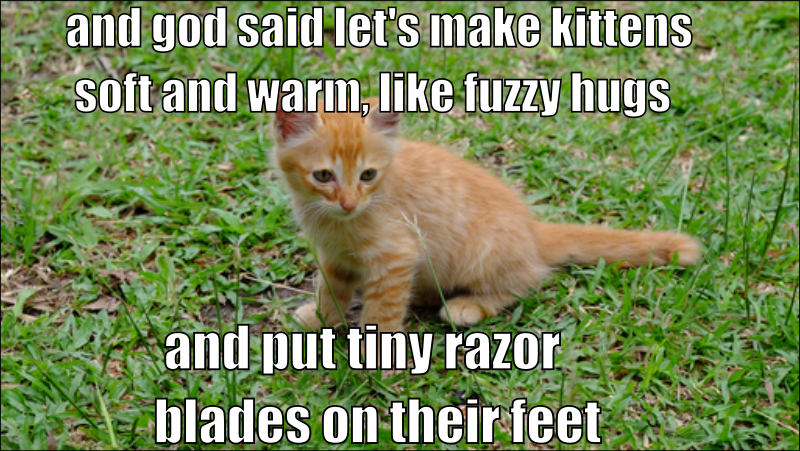 and god said let's make kittens
soft and warm, like fuzzy hugs
and put tiny razor
blades on their feet